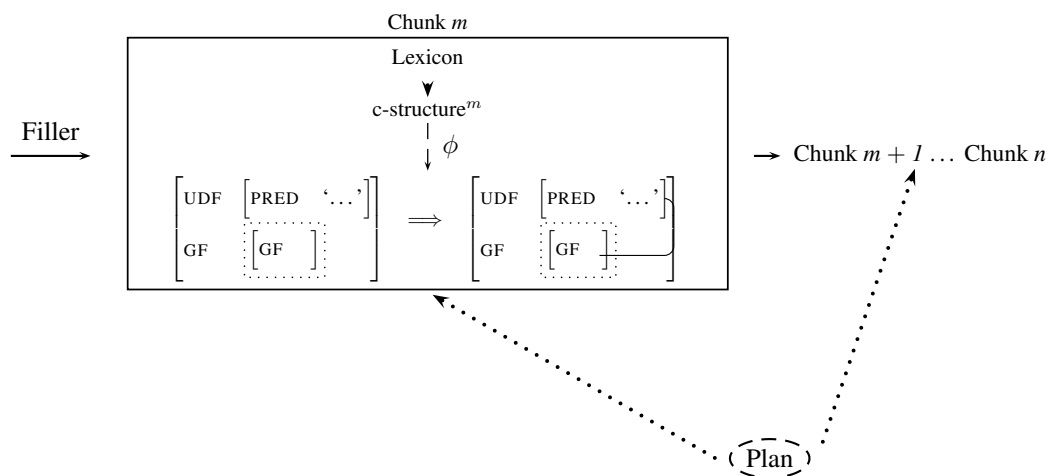 Chunk m
Lexicon
c-structure^m
Filler
ϕ
Chunk m + 1 … Chunk n
UDF [PRED ‘…’] ⟹ UDF [PRED ‘…’]
GF [GF ] GF [GF ]
Plan